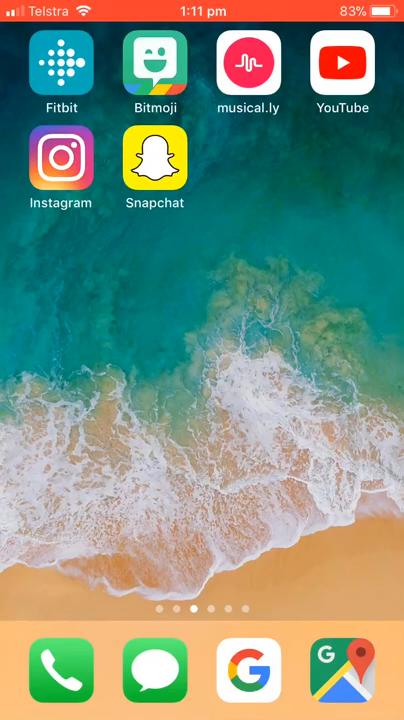 Telstra 1:11 pm 83%
Fitbit Bitmoji musical.ly YouTube
Instagram Snapchat
G G